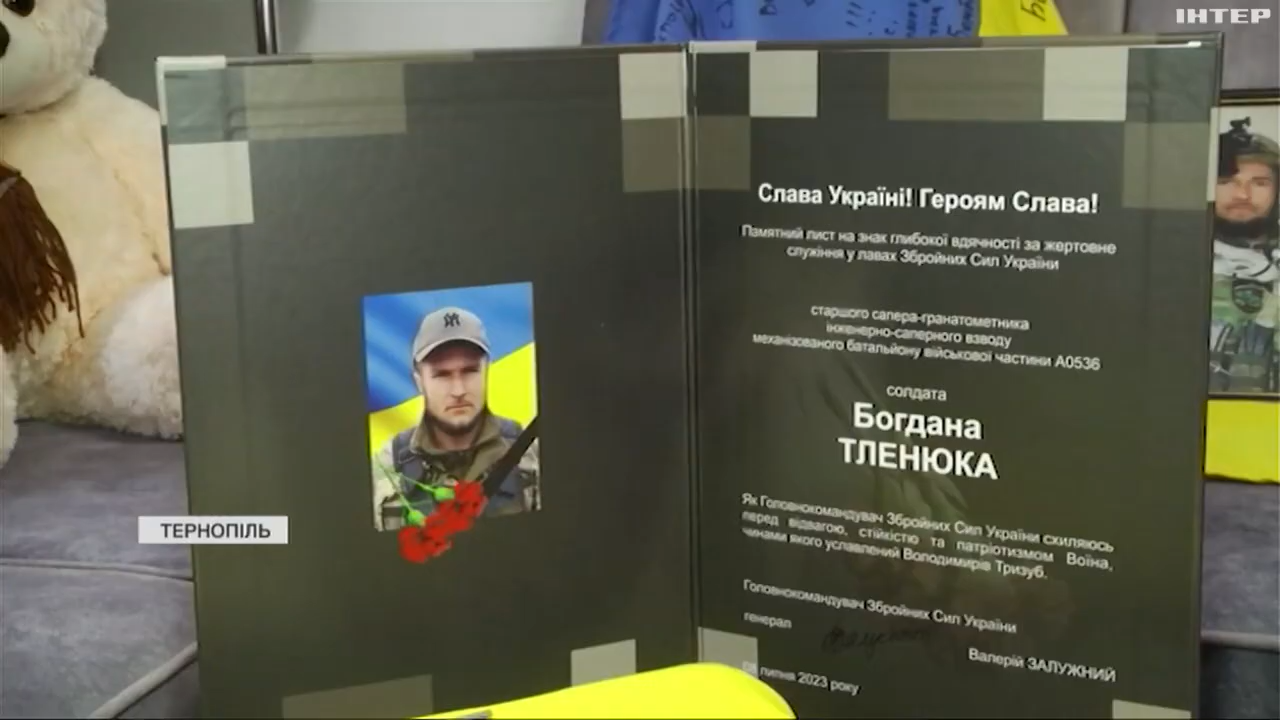 ІНТЕР
Слава Україні! Героям Слава!
Памятний лист на знак глибокої вдячності за жертовне
служіння у лавах Збройних Сил України
старшого сапера-гранатометника
інженерно-саперного взводу
механізованого батальйону військової частини А0536
солдата
Богдана
ТЛЕНЮКА
Як Головнокомандувач Збройних Сил України схиляюсь
перед відвагою, стійкістю та патріотизмом Воїна,
чинами якого уславлений Володимирів Тризуб.
Головнокомандувач Збройних Сил України
генерал
Валерій ЗАЛУЖНИЙ
липня 2023 року
ТЕРНОПІЛЬ